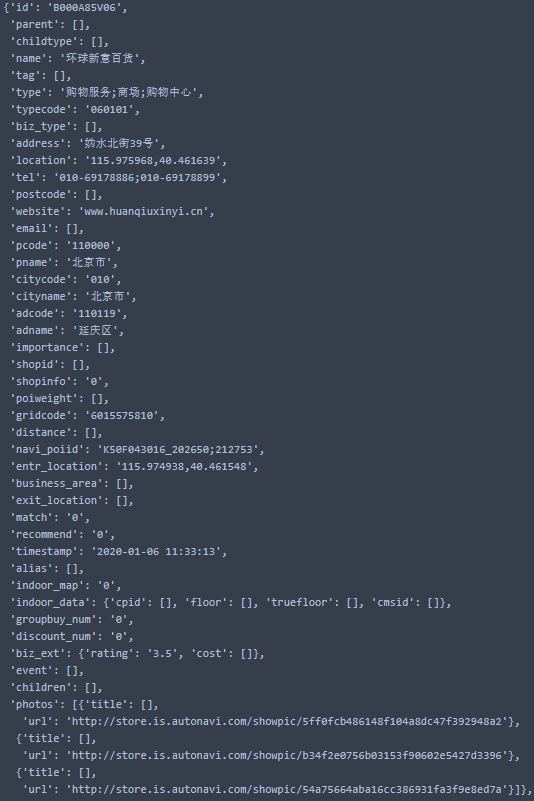 {'id': 'B000A85V06',
'parent': [],
'childtype': [],
'name': '环球新意百货',
'tag': [],
'type': '购物服务;商场;购物中心',
'typecode': '060101',
'biz_type': [],
'address': '妫水北街39号',
'location': '115.975968,40.461639',
'tel': '010-69178886;010-69178899',
'postcode': [],
'website': 'www.huanqiuxinyi.cn',
'email': [],
'pcode': '110000',
'pname': '北京市',
'citycode': '010',
'cityname': '北京市',
'adcode': '110119',
'adname': '延庆区',
'importance': [],
'shopid': [],
'shopinfo': '0',
'poiweight': [],
'gridcode': '6015575810',
'distance': [],
'navi_poiid': 'K50F043016_202650;212753',
'entr_location': '115.974938,40.461548',
'business_area': [],
'exit_location': [],
'match': '0',
'recommend': '0',
'timestamp': '2020-01-06 11:33:13',
'alias': [],
'indoor_map': '0',
'indoor_data': {'cpid': [], 'floor': [], 'truefloor': [], 'cmsid': []},
'groupbuy_num': '0',
'discount_num': '0',
'biz_ext': {'rating': '3.5', 'cost': []},
'event': [],
'children': [],
'photos': [{'title': [],
'url': 'http://store.is.autonavi.com/showpic/5ff0fcb486148f104a8dc47f392948a2'},
{'title': [],
'url': 'http://store.is.autonavi.com/showpic/b34f2e0756b03153f90602e5427d3396'},
{'title': [],
'url': 'http://store.is.autonavi.com/showpic/54a75664aba16cc386931fa3f9e8ed7a'}]},